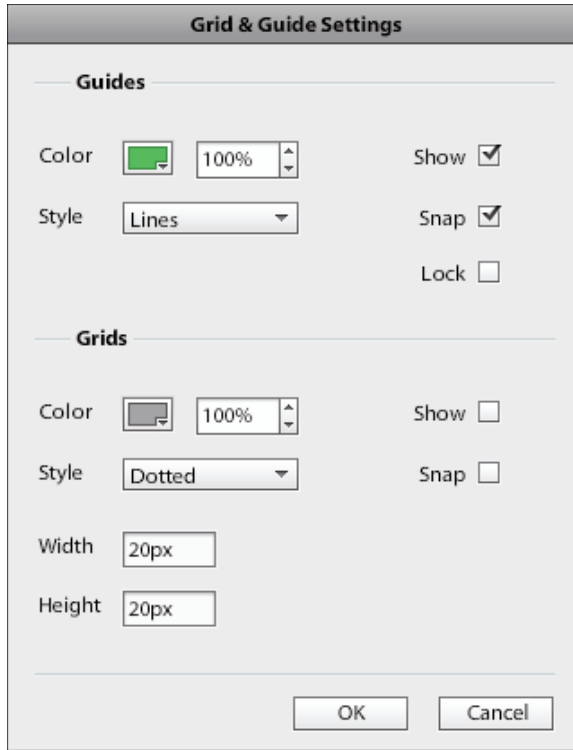 Grid & Guide Settings
Guides
Color 100% Show
Style Lines Snap
Lock
Grids
Color 100% Show
Style Dotted Snap
Width 20px
Height 20px
OK Cancel